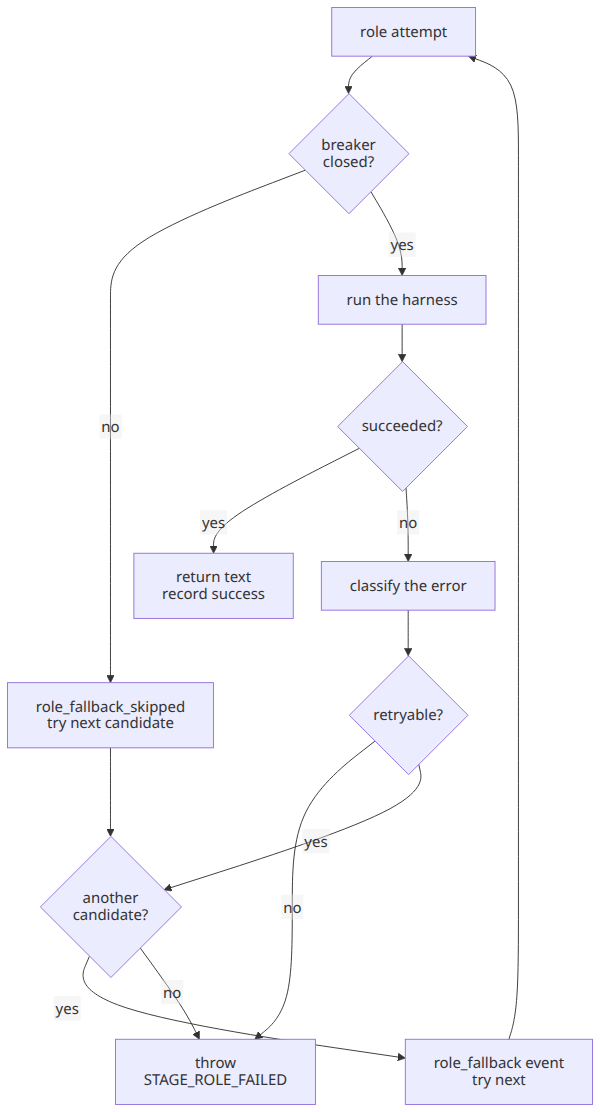 role attempt
breaker
closed?
yes
run the harness
no
succeeded?
yes
no
return text
record success
classify the error
role_fallback_skipped
try next candidate
retryable?
yes
another
candidate?
no
no
yes
throw
STAGE_ROLE_FAILED
role_fallback event
try next